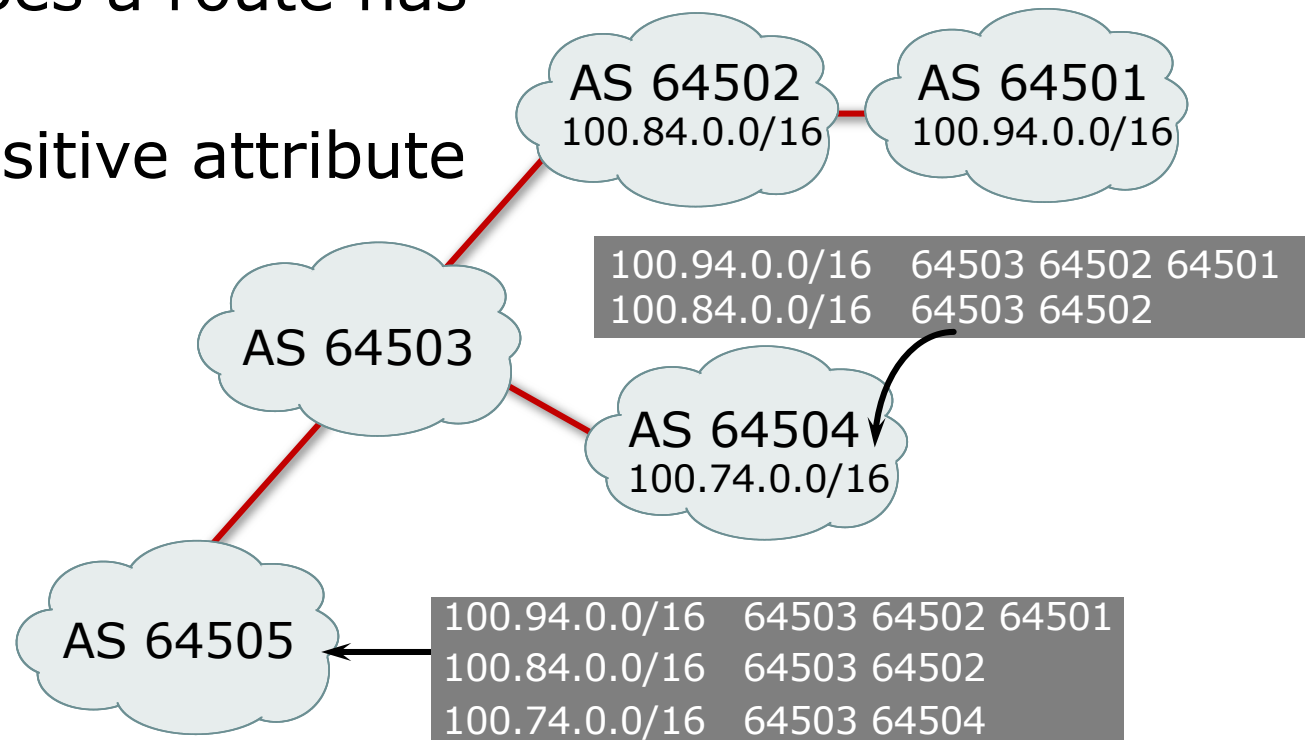 a route has
sitive attribute
AS 64502
100.84.0.0/16
AS 64501
100.94.0.0/16
100.94.0.0/16 64503 64502 64501
100.84.0.0/16 64503 64502
AS 64503
AS 64504
100.74.0.0/16
AS 64505
100.94.0.0/16 64503 64502 64501
100.84.0.0/16 64503 64502
100.74.0.0/16 64503 64504